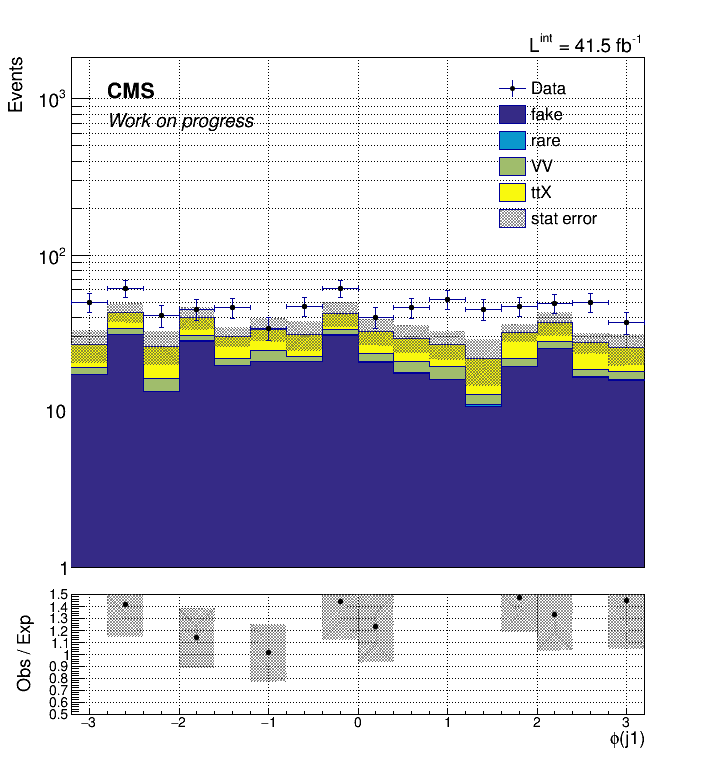 L^int = 41.5 fb^-1
Events
CMS
Work on progress
Data
fake
rare
VV
ttX
stat error
10^3
10^2
10
1
Obs / Exp
1.5
1.4
1.3
1.2
1.1
1
0.9
0.8
0.7
0.6
0.5
−3 −2 −1 0 1 2 3
ϕ(j1)